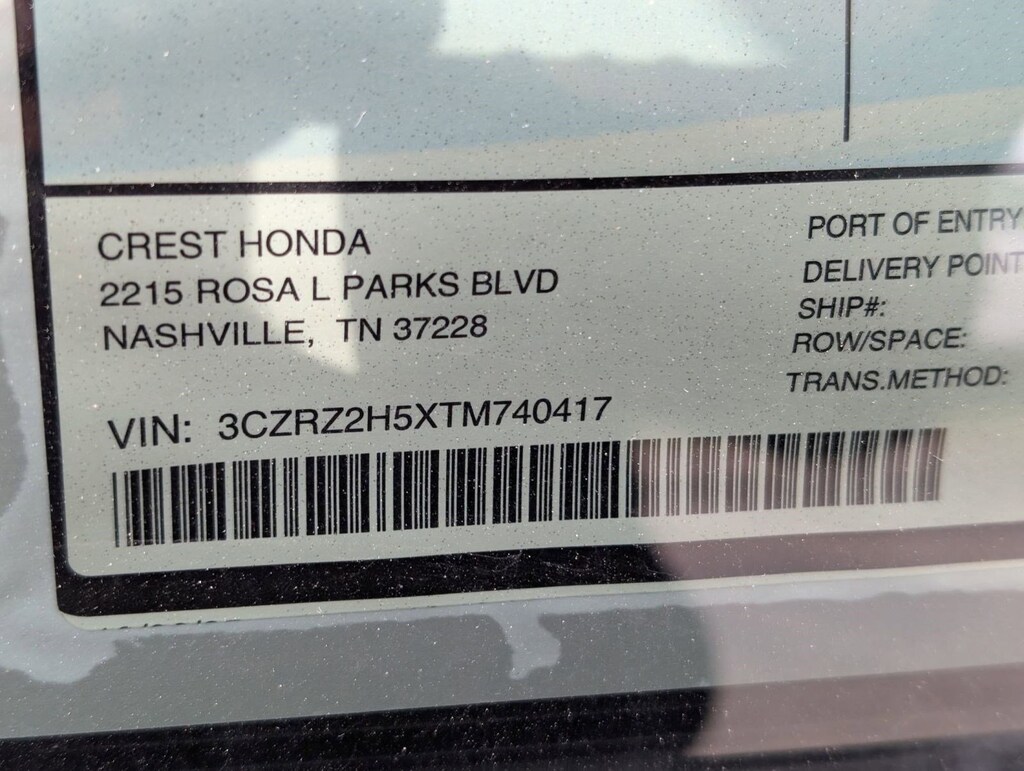 CREST HONDA
2215 ROSA L PARKS BLVD
NASHVILLE, TN 37228
PORT OF ENTRY
DELIVERY POINT
SHIP#:
ROW/SPACE:
TRANS.METHOD:
VIN: 3CZRZ2H5XTM740417